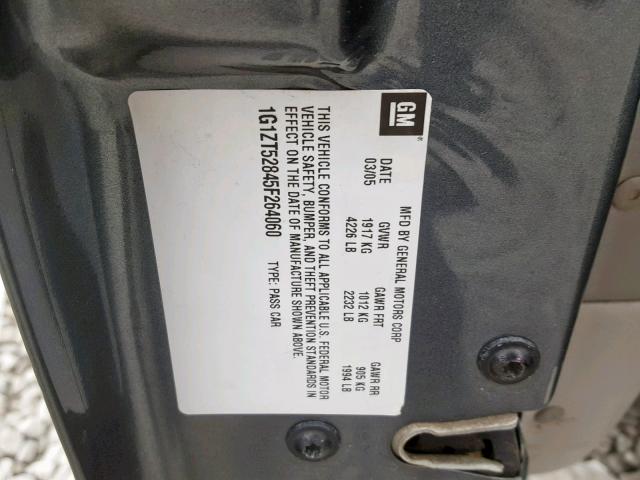 GM
MFD BY GENERAL MOTORS CORP
DATE GVWR GAWR FRT GAWR RR
03/05 1917 KG 1012 KG 905 KG
4226 LB 2232 LB 1994 LB
THIS VEHICLE CONFORMS TO ALL APPLICABLE U.S. FEDERAL MOTOR
VEHICLE SAFETY, BUMPER, AND THEFT PREVENTION STANDARDS IN
EFFECT ON THE DATE OF MANUFACTURE SHOWN ABOVE.
1G1ZT52845F264060 TYPE: PASS CAR